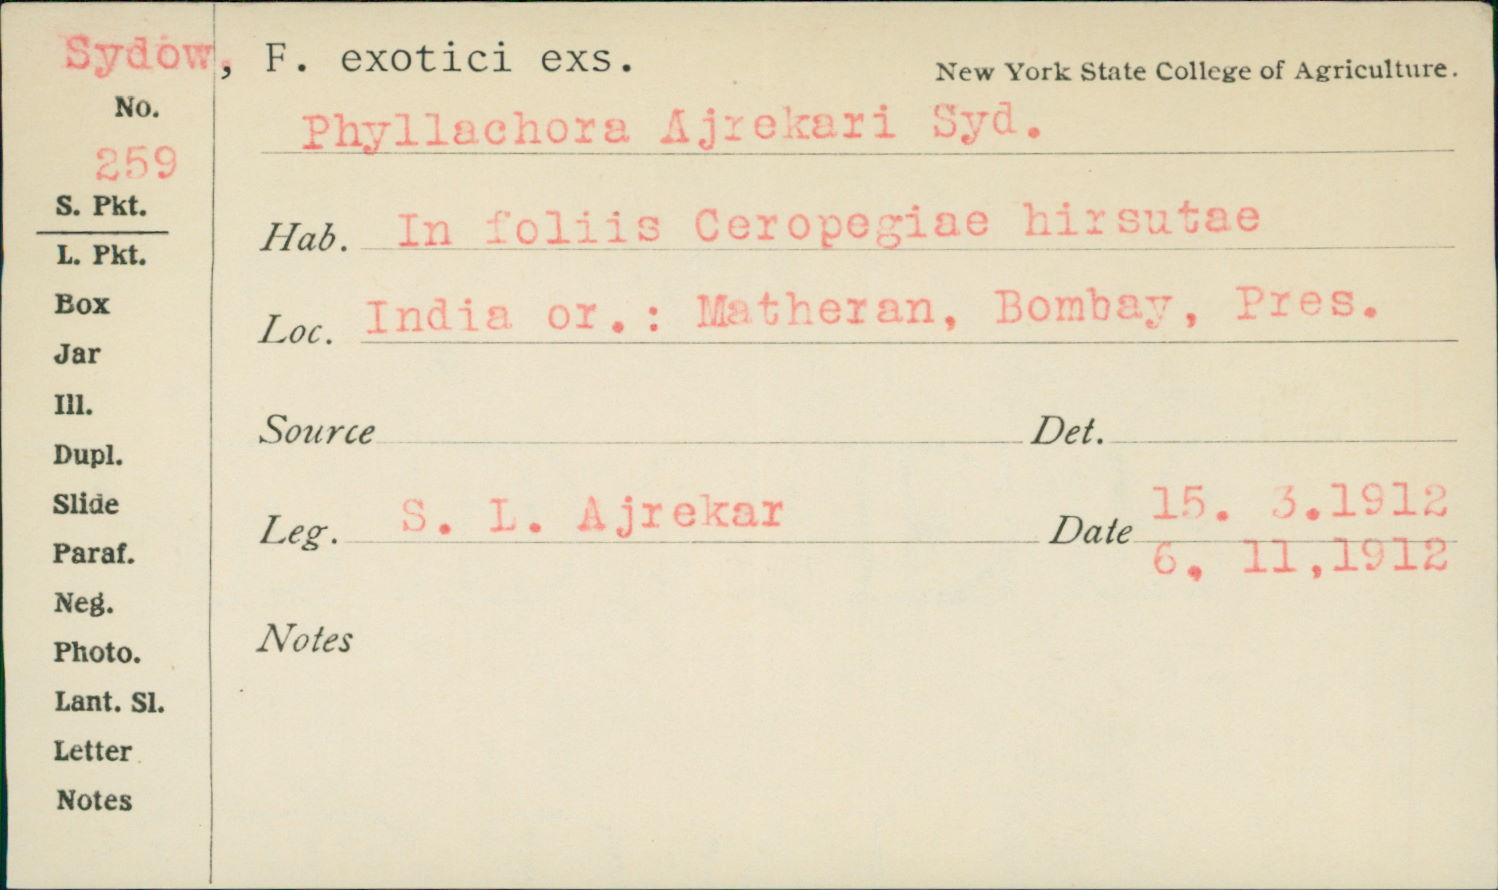 Sydow, F. exotici exs.
New York State College of Agriculture.
No.
259
Phyllachora Ajrekari Syd.
S. Pkt.
L. Pkt.
Box
Jar
Ill.
Dupl.
Slide
Paraf.
Neg.
Photo.
Lant. Sl.
Letter
Notes
Hab. In foliis Ceropegiae hirsutae
Loc. India or.: Matheran, Bombay, Pres.
Source Det.
Leg. S. L. Ajrekar Date 15. 3.1912
6, 11,1912
Notes